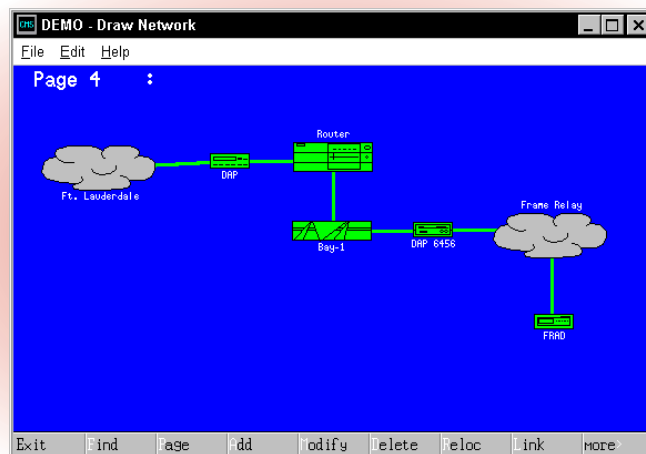 CMS DEMO - Draw Network
File Edit Help
Page 4 :
Router
DAP
Ft. Lauderdale
Frame Relay
Bay-1
DAP 6456
FRAD
Exit Find Page Add Modify Delete Reloc Link more>